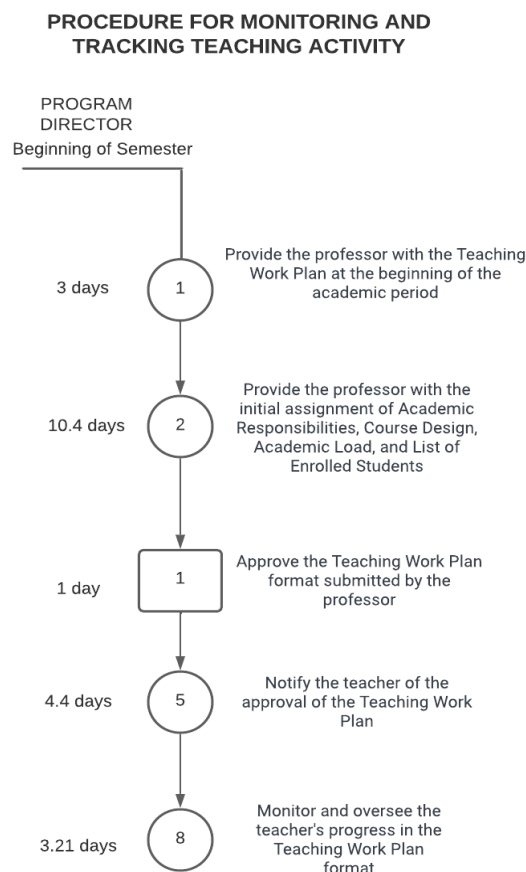 PROCEDURE FOR MONITORING AND
TRACKING TEACHING ACTIVITY
PROGRAM
DIRECTOR
Beginning of Semester
3 days
1
Provide the professor with the Teaching
Work Plan at the beginning of the
academic period
10.4 days
2
Provide the professor with the
initial assignment of Academic
Responsibilities, Course Design,
Academic Load, and List of
Enrolled Students
1 day
1
Approve the Teaching Work Plan
format submitted by the
professor
4.4 days
5
Notify the teacher of the
approval of the Teaching Work
Plan
3.21 days
8
Monitor and oversee the
teacher's progress in the
Teaching Work Plan
format